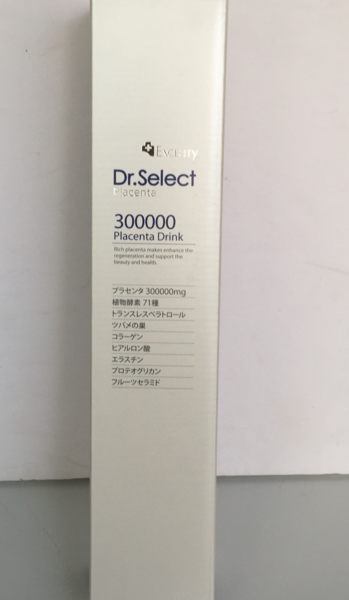 Dr.Select
Placenta
300000
Placenta Drink
Rich placenta makes enhance the
regeneration and support the
beauty and health.
プラセンタ 300000mg
植物酵素 71種
トランスレスベラトロール
ツバメの巣
コラーゲン
ヒアルロン酸
エラスチン
プロテオグリカン
フルーツセラミド